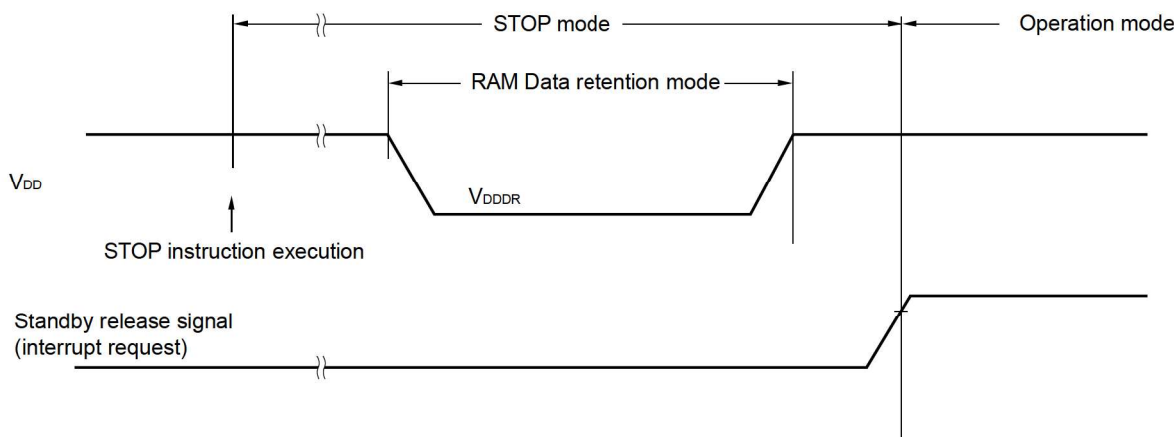 STOP mode
Operation mode
RAM Data retention mode
VDD
VDDDR
STOP instruction execution
Standby release signal
(interrupt request)